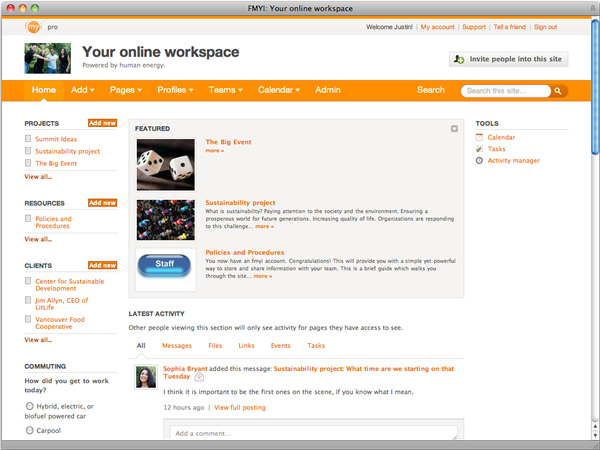 FMYI: Your online workspace
fmyi pro
Welcome Justin! | My account | Support | Tell a friend | Sign out
Your online workspace
Powered by human energy.
Invite people into this site
Home Add Pages Profiles Teams Calendar Admin Search Search this site...
PROJECTS Add new
Summit Ideas
Sustainability project
The Big Event
View all...
RESOURCES Add new
Policies and
Procedures
View all...
CLIENTS Add new
Center for Sustainable
Development
Jim Allyn, CEO of
LitLife
Vancouver Food
Cooperative
View all...
COMMUTING
How did you get to work
today?
Hybrid, electric, or
biofuel powered car
Carpool
FEATURED
The Big Event
more »
Sustainability project
What is sustainability? Paying attention to the society and the environment. Ensuring a
prosperous world for future generations. Increasing quality of life. Organizations are responding
to this challenge... more »
Staff
Policies and Procedures
You now have an fmyi account. Congratulations! This will provide you with a simple yet powerful
way to store and share information with your team. This is a brief guide which walks you
through the site... more »
LATEST ACTIVITY
Other people viewing this section will only see activity for pages they have access to see.
All Messages Files Links Events Tasks
Sophia Bryant added this message: Sustainability project: What time are we starting on that
Tuesday
I think it is important to be the first ones on the scene, if you know what I mean.
12 hours ago | View full posting
Add a comment...
TOOLS
Calendar
Tasks
Activity manager